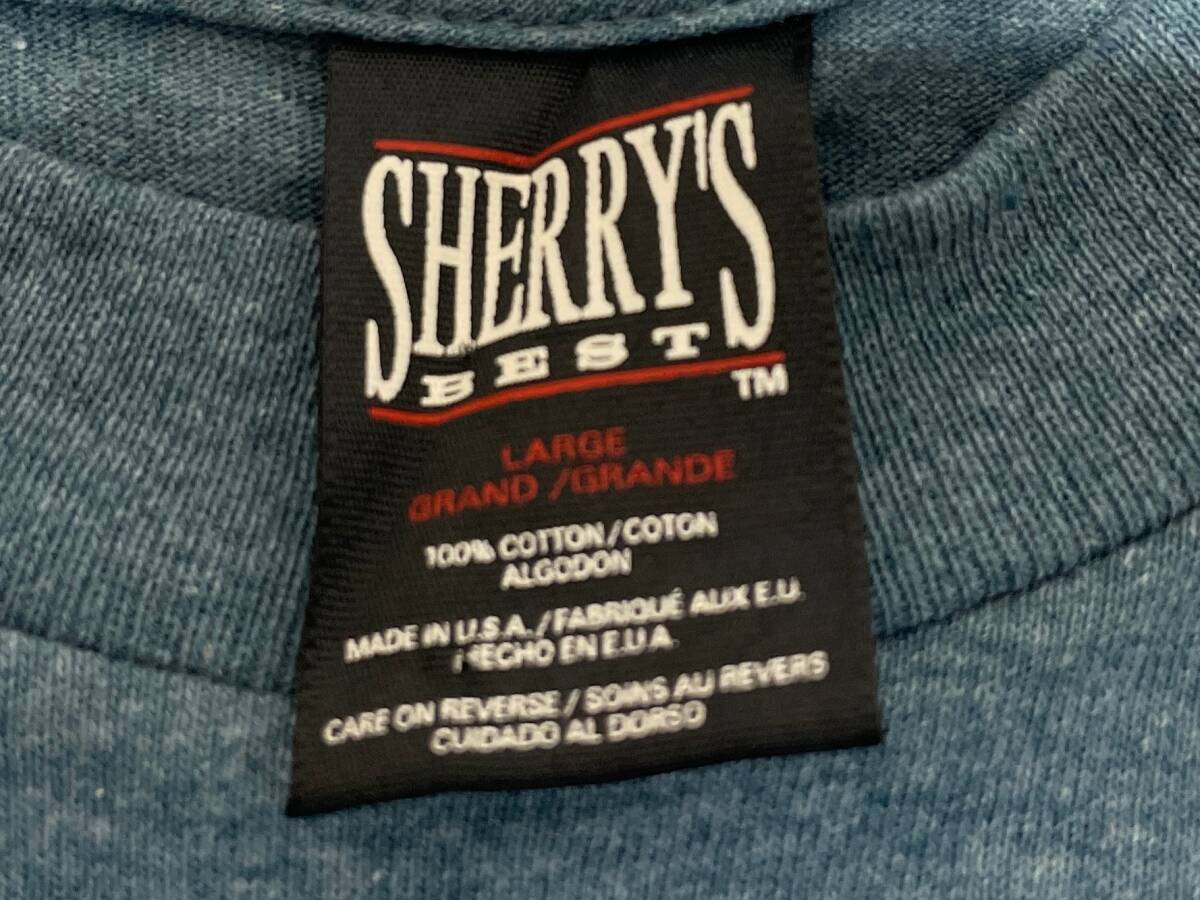 SHERRY'S
BEST
TM
LARGE
GRAND /GRANDE
100% COTTON/COTON
ALGODON
MADE IN U.S.A./FABRIQUÉ AUX E.U.
HECHO EN E.U.A.
CARE ON REVERSE / SOINS AU REVERS
CUIDADO AL DORSO